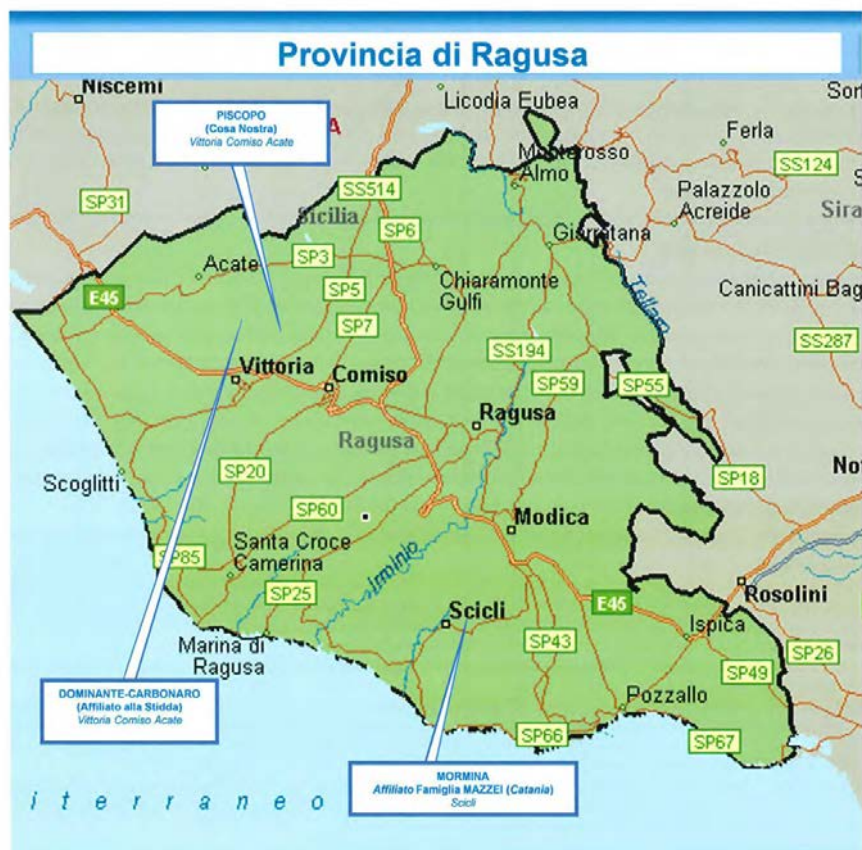 Provincia di Ragusa
Niscemi
PISCOPO
(Cosa Nostra)
Vittoria Comiso Acate
Licodia Eubea
Ferla
SS124
Monterosso
Almo
Palazzolo
Acreide
SP31
SS514
Sicilia
SP6
Giarratana
Acate
SP3
Chiaramonte
Gulfi
Tellaro
Canicattini Bag
E45
SP5
SP7
SS194
SS287
Vittoria
Comiso
SP59
SP55
Ragusa
Ragusa
Scoglitti
SP20
SP18
SP60
Modica
Santa Croce
Camerina
SP85
SP25
Irminio
E45
Rosolini
Scicli
Ispica
Marina di
Ragusa
SP43
SP49
SP26
DOMINANTE-CARBONARO
(Affiliato alla Stidda)
Vittoria Comiso Acate
Pozzallo
SP66
SP67
MORMINA
Affiliato Famiglia MAZZEI (Catania)
Scicli
i t e r r a n e o